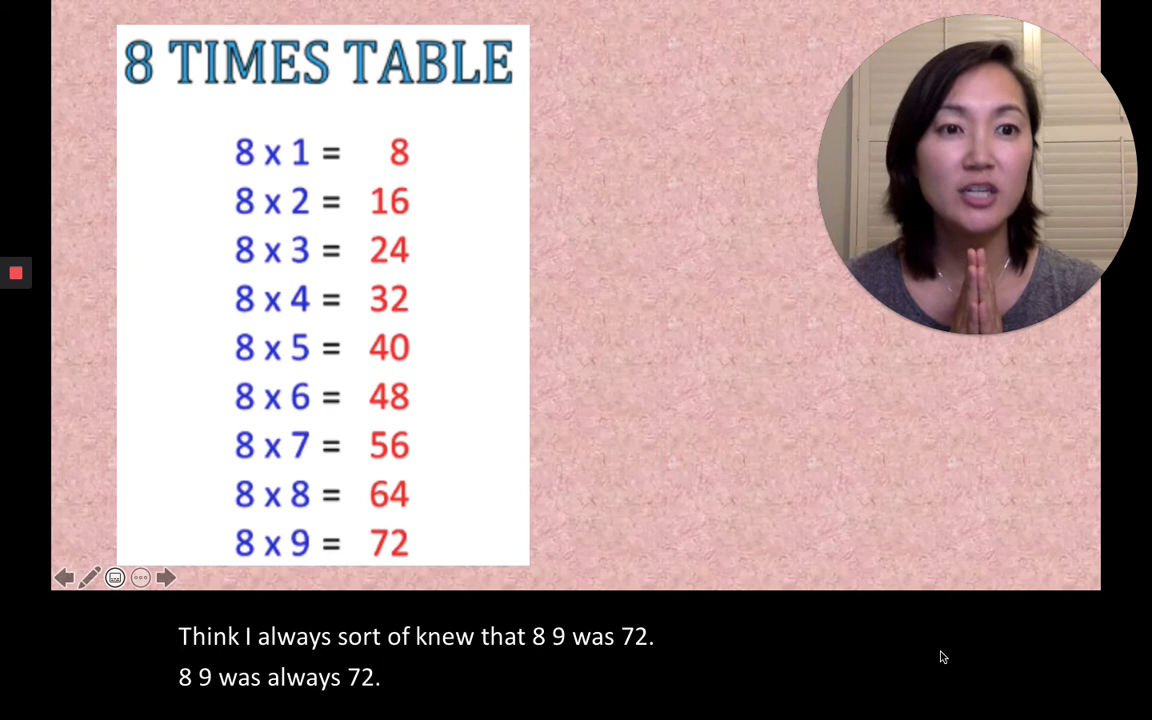 8 TIMES TABLE
8 x 1 = 8
8 x 2 = 16
8 x 3 = 24
8 x 4 = 32
8 x 5 = 40
8 x 6 = 48
8 x 7 = 56
8 x 8 = 64
8 x 9 = 72
Think I always sort of knew that 8 9 was 72.
8 9 was always 72.